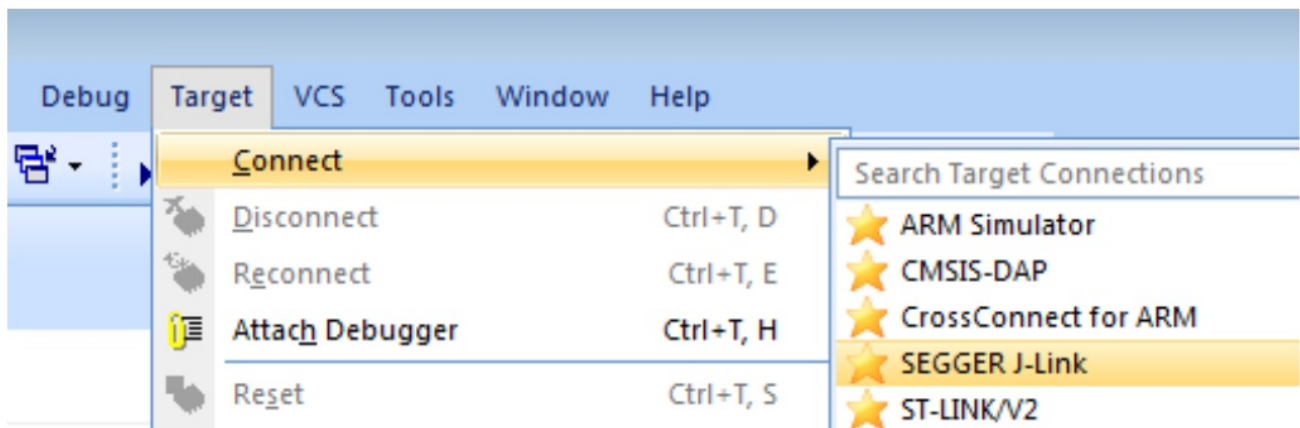 Debug Target VCS Tools Window Help
Connect
Search Target Connections
Disconnect Ctrl+T, D
ARM Simulator
Reconnect Ctrl+T, E
CMSIS-DAP
Attach Debugger Ctrl+T, H
CrossConnect for ARM
SEGGER J-Link
Reset Ctrl+T, S
ST-LINK/V2